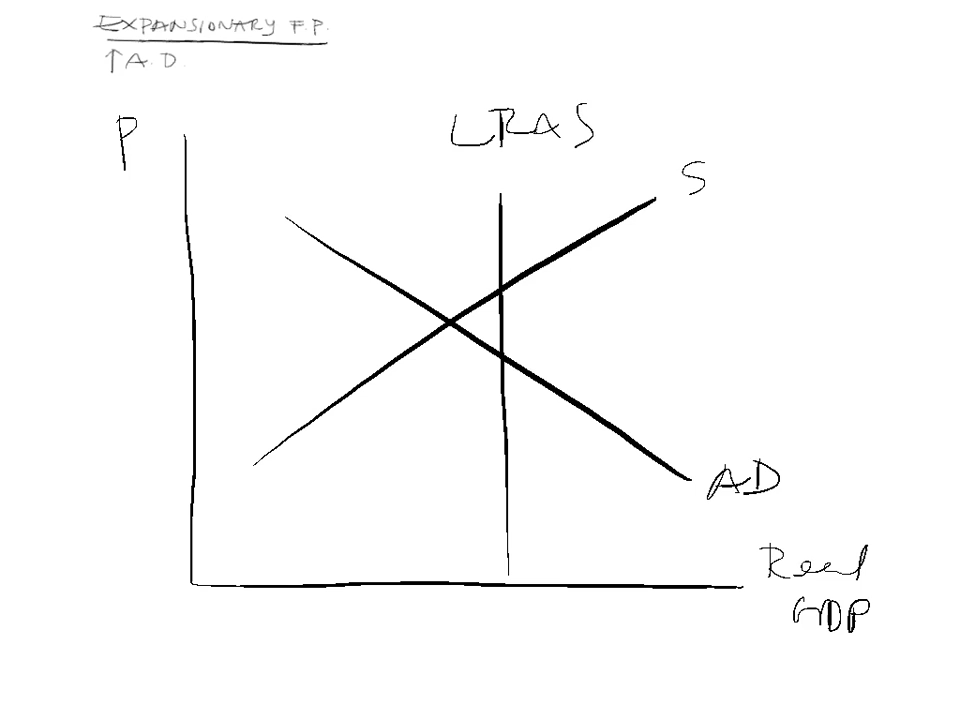 EXPANSIONARY F.P.
↑A.D.
P
LRAS
S
AD
Real
GDP